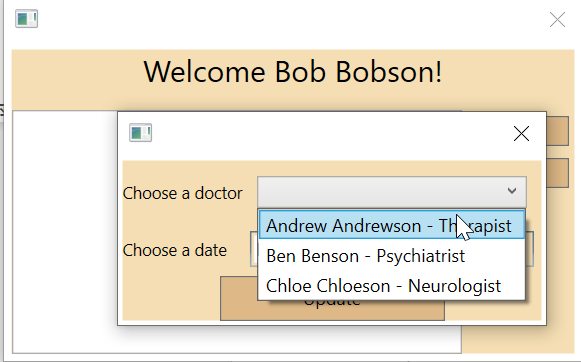 Welcome Bob Bobson!
Choose a doctor
Andrew Andrewson - Therapist
Ben Benson - Psychiatrist
Choose a date
Chloe Chloeson - Neurologist
Update